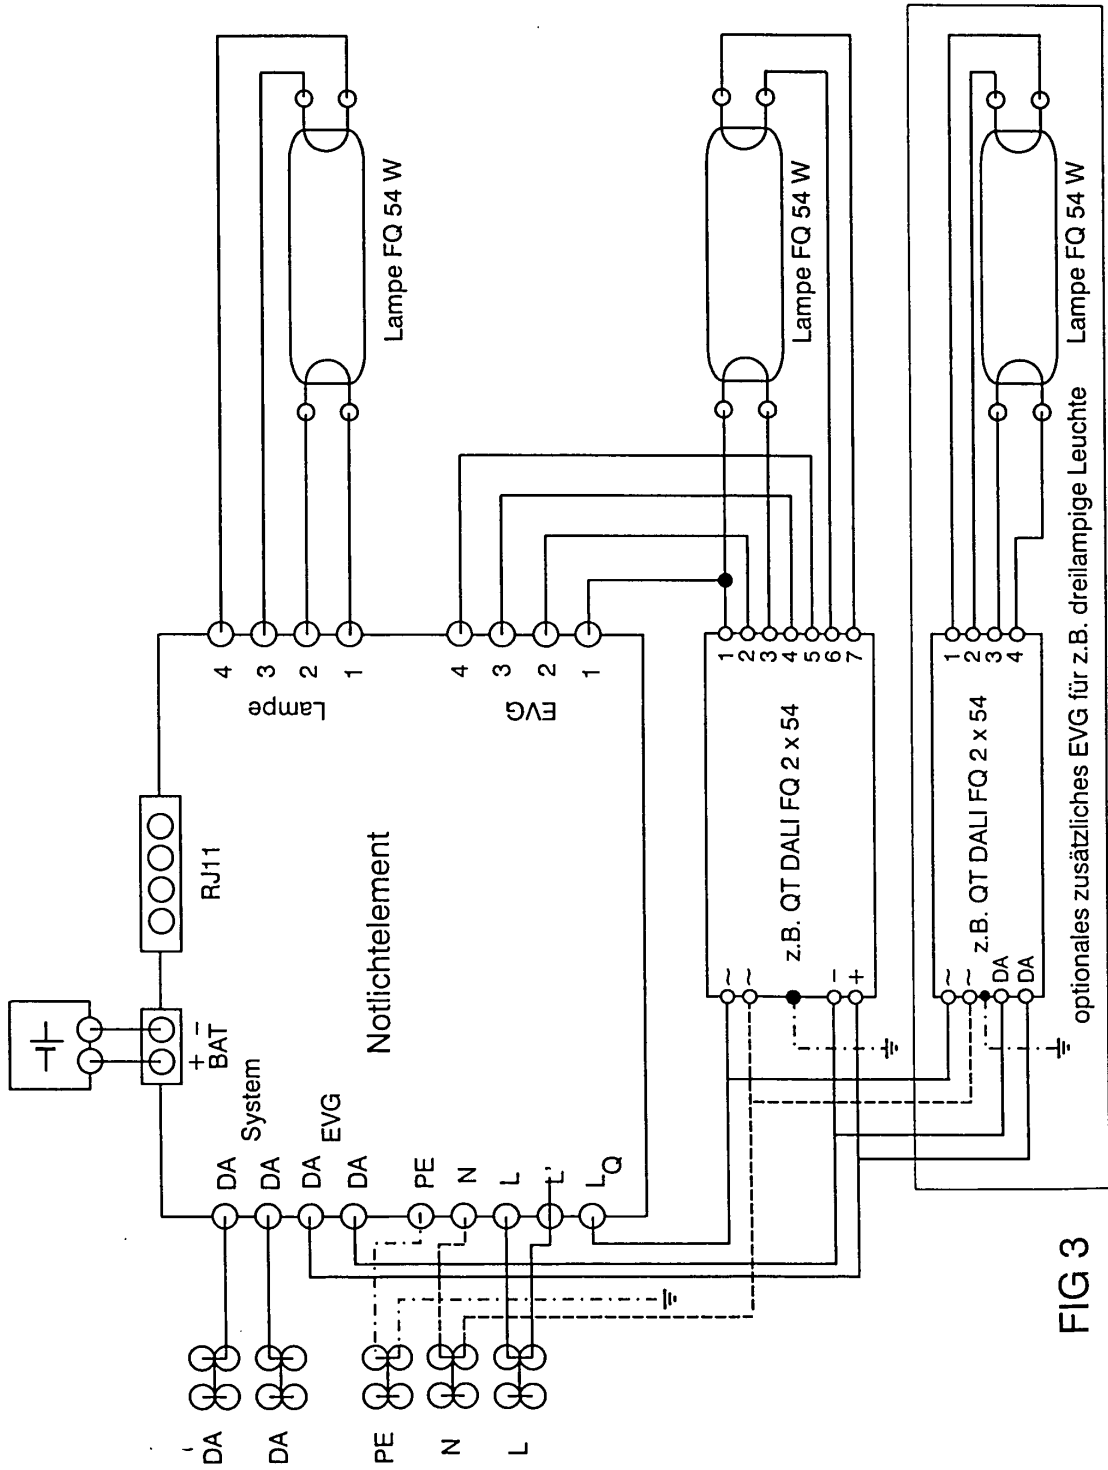 DA
DA
PE
N
L
DA
DA
System
DA
DA
EVG
PE
N
L
L'
LQ
+ −
BAT
RJ11
Notlichtelement
4
3
2
1
Lampe
4
3
2
1
EVG
Lampe FQ 54 W
~
~
−
+
z.B. QT DALI FQ 2 x 54
1
2
3
4
5
6
7
Lampe FQ 54 W
~
~
DA
DA
z.B. QT DALI FQ 2 x 54
1
2
3
4
Lampe FQ 54 W
optionales zusätzliches EVG für z.B. dreilampige Leuchte
FIG 3